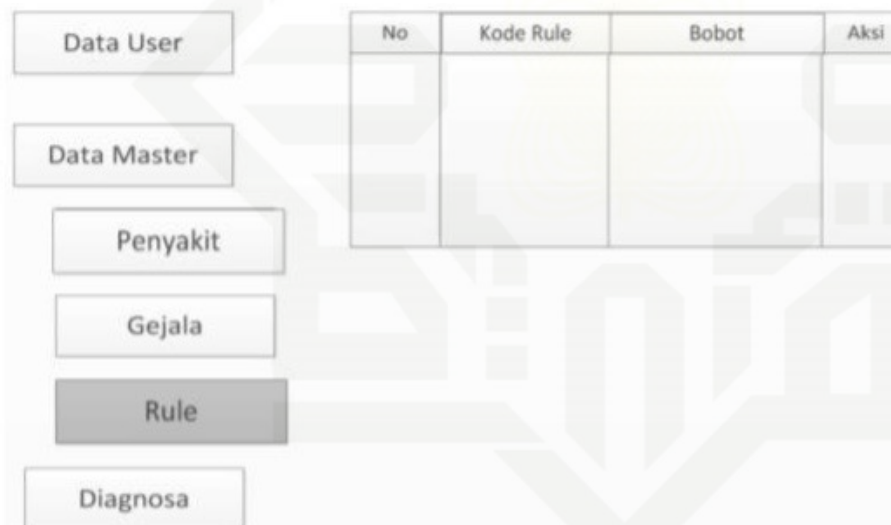 Data User
Data Master
Penyakit
Gejala
Rule
Diagnosa
No Kode Rule Bobot Aksi